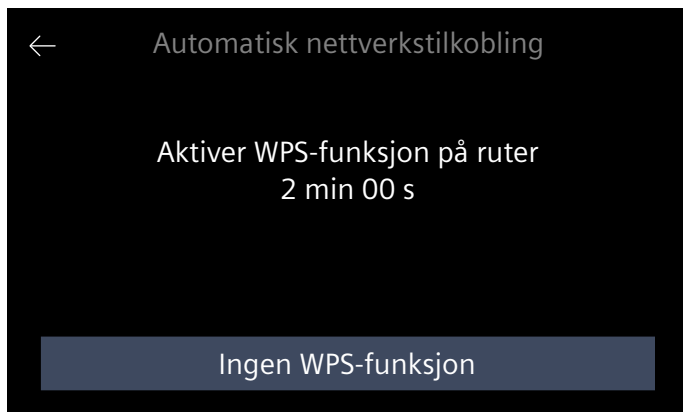 Automatisk nettverkstilkobling
Aktiver WPS-funksjon på ruter
2 min 00 s
Ingen WPS-funksjon